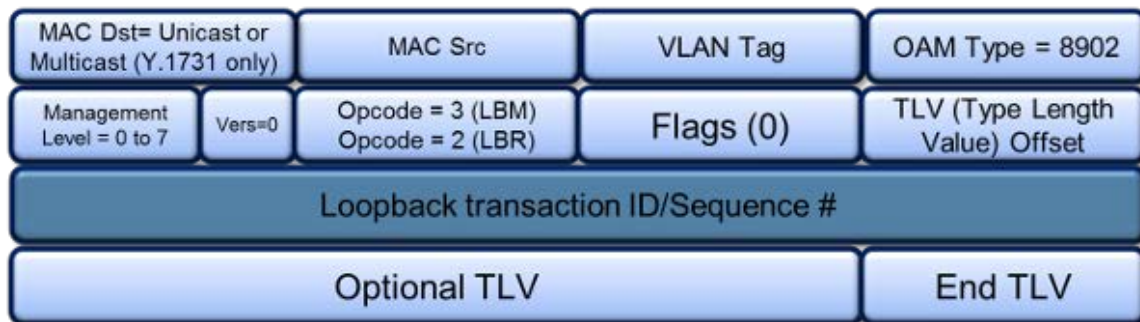 MAC Dst= Unicast or
Multicast (Y.1731 only)
MAC Src
VLAN Tag
OAM Type = 8902
Management
Level = 0 to 7
Vers=0
Opcode = 3 (LBM)
Opcode = 2 (LBR)
Flags (0)
TLV (Type Length
Value) Offset
Loopback transaction ID/Sequence #
Optional TLV
End TLV